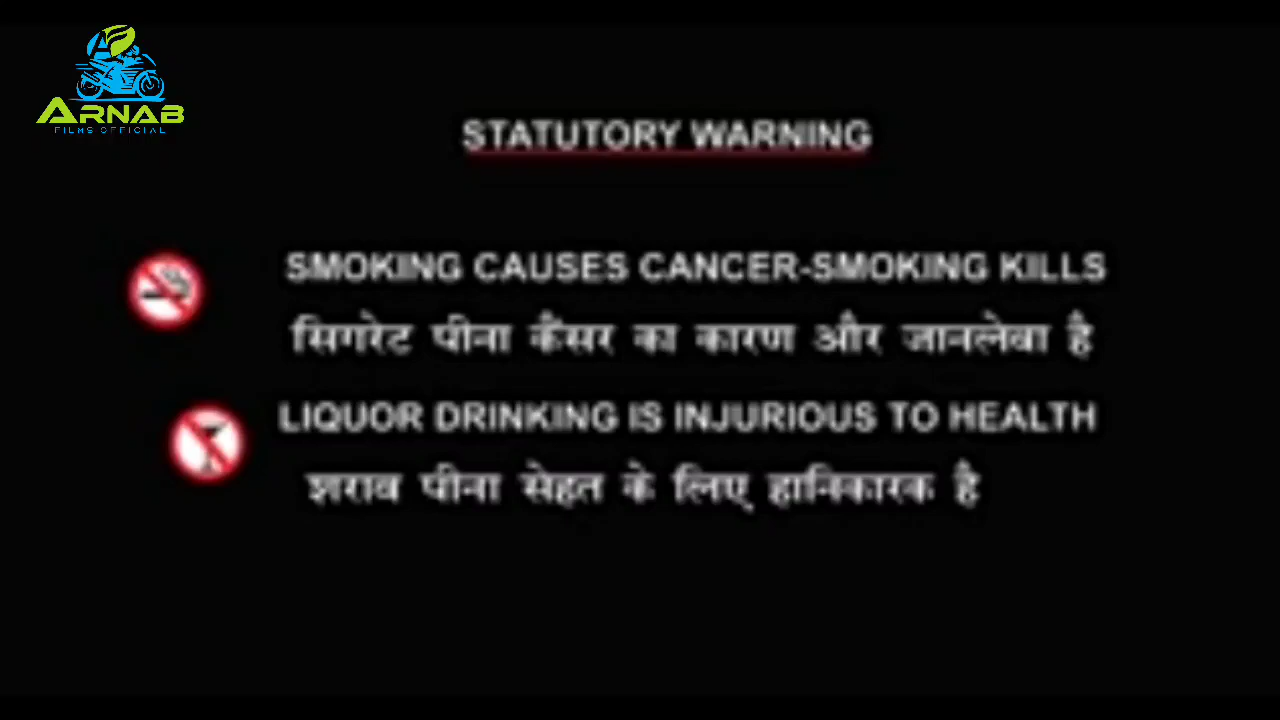 ARNAB
FILMS OFFICIAL
STATUTORY WARNING
SMOKING CAUSES CANCER-SMOKING KILLS
सिगरेट पीना कैंसर का कारण और जानलेवा है
LIQUOR DRINKING IS INJURIOUS TO HEALTH
शराब पीना सेहत के लिए हानिकारक है